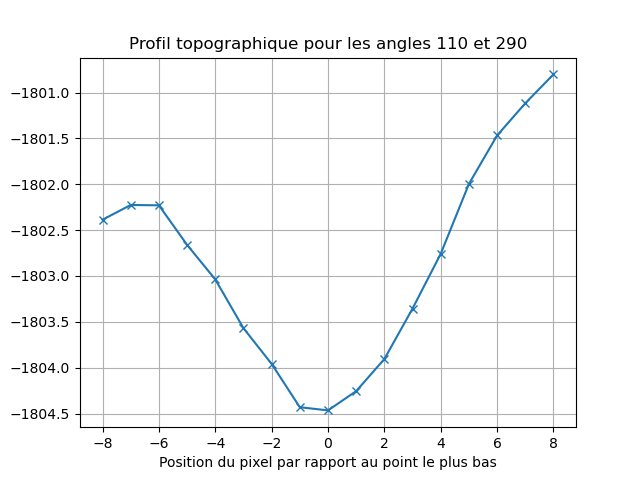 Profil topographique pour les angles 110 et 290
−1801.0
−1801.5
−1802.0
−1802.5
−1803.0
−1803.5
−1804.0
−1804.5
−8 −6 −4 −2 0 2 4 6 8
Position du pixel par rapport au point le plus bas